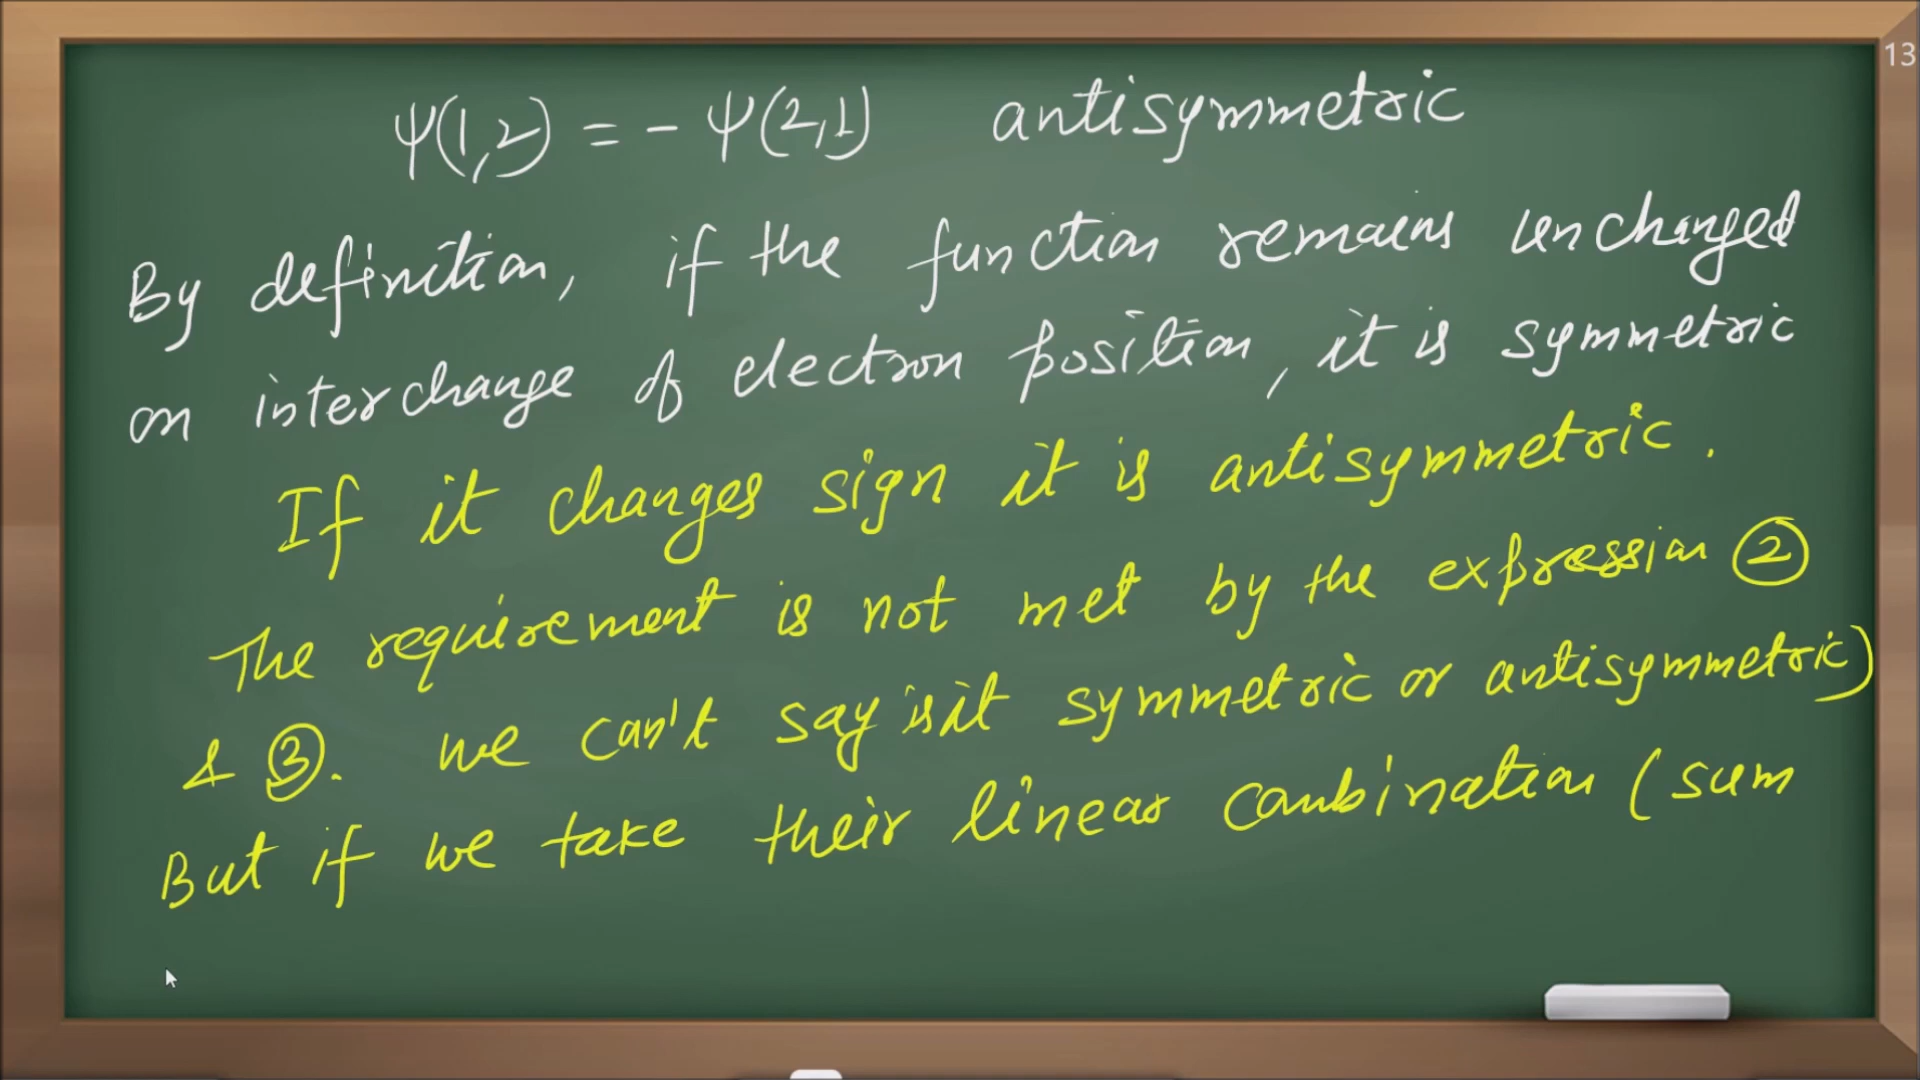 13
ψ(1,2) = - ψ(2,1) antisymmetric
By definition, if the function remains unchanged
on interchange of electron position, it is symmetric
If it changes sign it is antisymmetric.
The requirement is not met by the expression ②
& ③. we can't say is it symmetric or antisymmetric)
But if we take their linear combination (sum